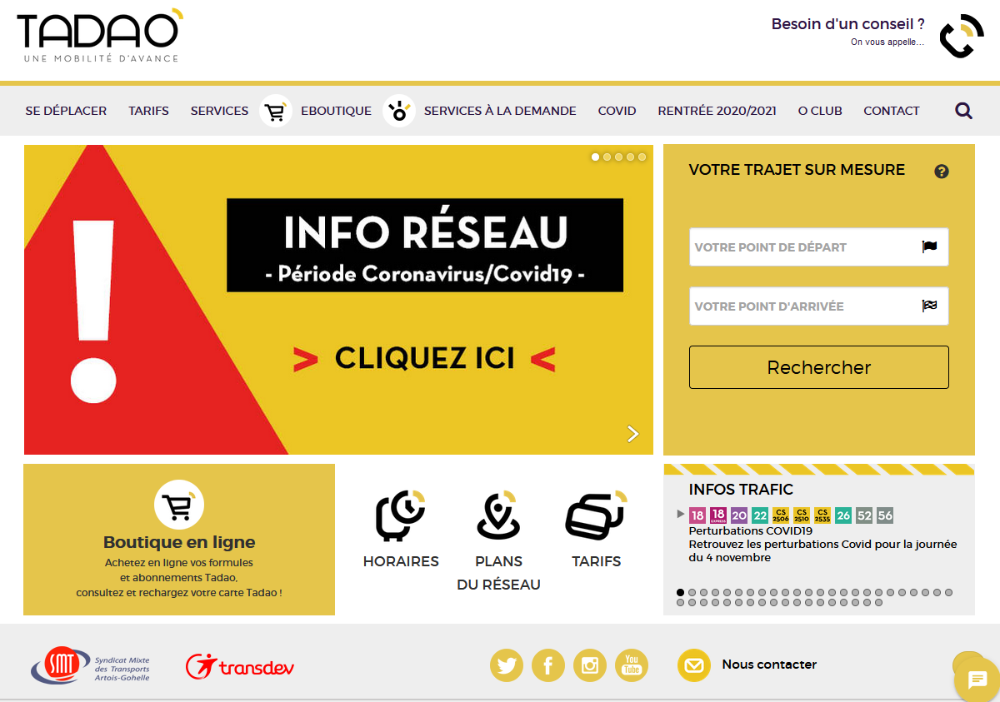 TADAO
UNE MOBILITÉ D'AVANCE
Besoin d'un conseil ?
On vous appelle...
SE DÉPLACER TARIFS SERVICES EBOUTIQUE SERVICES À LA DEMANDE COVID RENTRÉE 2020/2021 O CLUB CONTACT
INFO RÉSEAU
- Période Coronavirus/Covid19 -
> CLIQUEZ ICI <
VOTRE TRAJET SUR MESURE ?
VOTRE POINT DE DÉPART
VOTRE POINT D'ARRIVÉE
Rechercher
Boutique en ligne
Achetez en ligne vos formules
et abonnements Tadao,
consultez et rechargez votre carte Tadao !
HORAIRES
PLANS
DU RÉSEAU
TARIFS
INFOS TRAFIC
18 18 EXPRESS 20 22 CS 2506 CS 2510 CS 2535 26 52 56
Perturbations COVID19
Retrouvez les perturbations Covid pour la journée
du 4 novembre
SMT
Syndicat Mixte
des Transports
Artois-Gohelle
transdev
You
Tube
Nous contacter